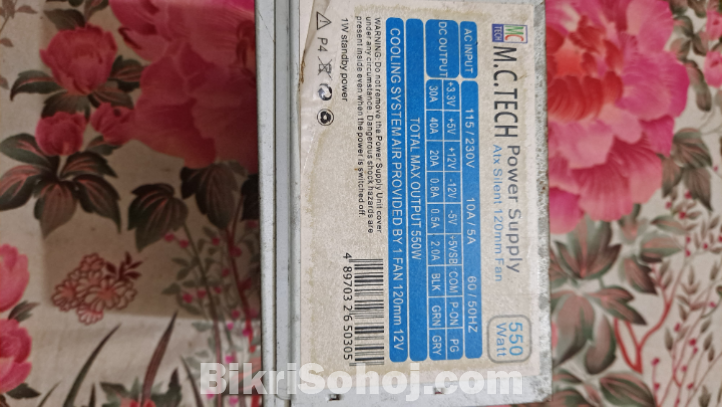 MC
TECH
M.C.TECH Power Supply
Atx Silent 120mm Fan
550
Watt
AC INPUT 115 / 230V 10A / 5A 60 / 50HZ
DC OUTPUT +3.3V +5V +12V -12V -5V +5VSB COM P-ON PG
30A 40A 20A 0.8A 0.5A 2.0A BLK GRN GRY
TOTAL MAX OUTPUT 550W
COOLING SYSTEM AIR PROVIDED BY 1 FAN 120mm 12V
WARNING: Do not remove the Power Supply Unit cover
under any circumstance. Dangerous shock hazards are
present inside even when the power is switched off.
1W standby power
P4
4 89703 2650305
BikriSohoj.com